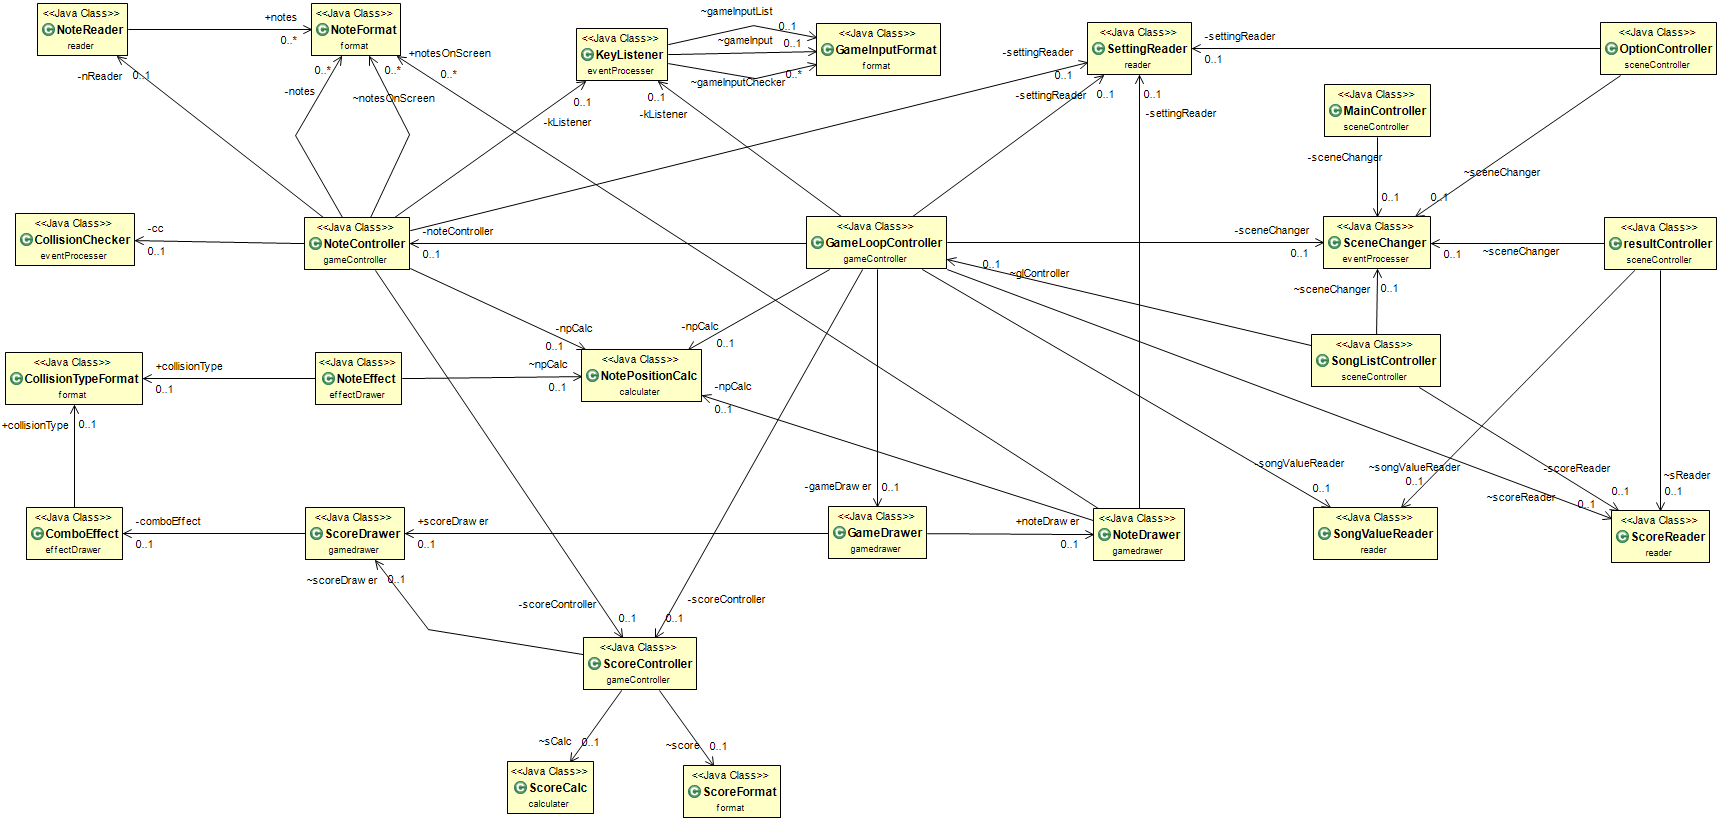 <<Java Class>>
NoteReader
reader
+notes
0..*
<<Java Class>>
NoteFormat
format
+notesOnScreen
0..*
<<Java Class>>
KeyListener
eventProcesser
~gameInputList
0..1
~gameInput
0..1
~gameInputChecker
0..*
<<Java Class>>
GameInputFormat
format
-settingReader
0..1
<<Java Class>>
SettingReader
reader
-settingReader
0..1
<<Java Class>>
OptionController
sceneController
-nReader
0..1
-notes
0..*
~notesOnScreen
0..*
0..1
-kListener
0..1
-kListener
-settingReader
0..1
0..1
-settingReader
<<Java Class>>
MainController
sceneController
-sceneChanger
0..1
~sceneChanger
0..1
<<Java Class>>
CollisionChecker
eventProcesser
-cc
0..1
<<Java Class>>
NoteController
gameController
-noteController
0..1
<<Java Class>>
GameLoopController
gameController
-sceneChanger
0..1
<<Java Class>>
SceneChanger
eventProcesser
~sceneChanger
0..1
<<Java Class>>
resultController
sceneController
0..1
~glController
~sceneChanger
0..1
<<Java Class>>
SongListController
sceneController
-npCalc
0..1
-npCalc
0..1
<<Java Class>>
CollisionTypeFormat
format
+collisionType
0..1
<<Java Class>>
NoteEffect
effectDrawer
~npCalc
0..1
<<Java Class>>
NotePositionCalc
calculater
-npCalc
0..1
+collisionType
0..1
-songValueReader
0..1
~songValueReader
0..1
-scoreReader
0..1
~scoreReader
0..1
~sReader
0..1
-gameDrawer
0..1
<<Java Class>>
ComboEffect
effectDrawer
-comboEffect
0..1
<<Java Class>>
ScoreDrawer
gamedrawer
+scoreDrawer
0..1
<<Java Class>>
GameDrawer
gamedrawer
+noteDrawer
0..1
<<Java Class>>
NoteDrawer
gamedrawer
<<Java Class>>
SongValueReader
reader
<<Java Class>>
ScoreReader
reader
~scoreDrawer
0..1
-scoreController
0..1
-scoreController
0..1
<<Java Class>>
ScoreController
gameController
~sCalc
0..1
~score
0..1
<<Java Class>>
ScoreCalc
calculater
<<Java Class>>
ScoreFormat
format